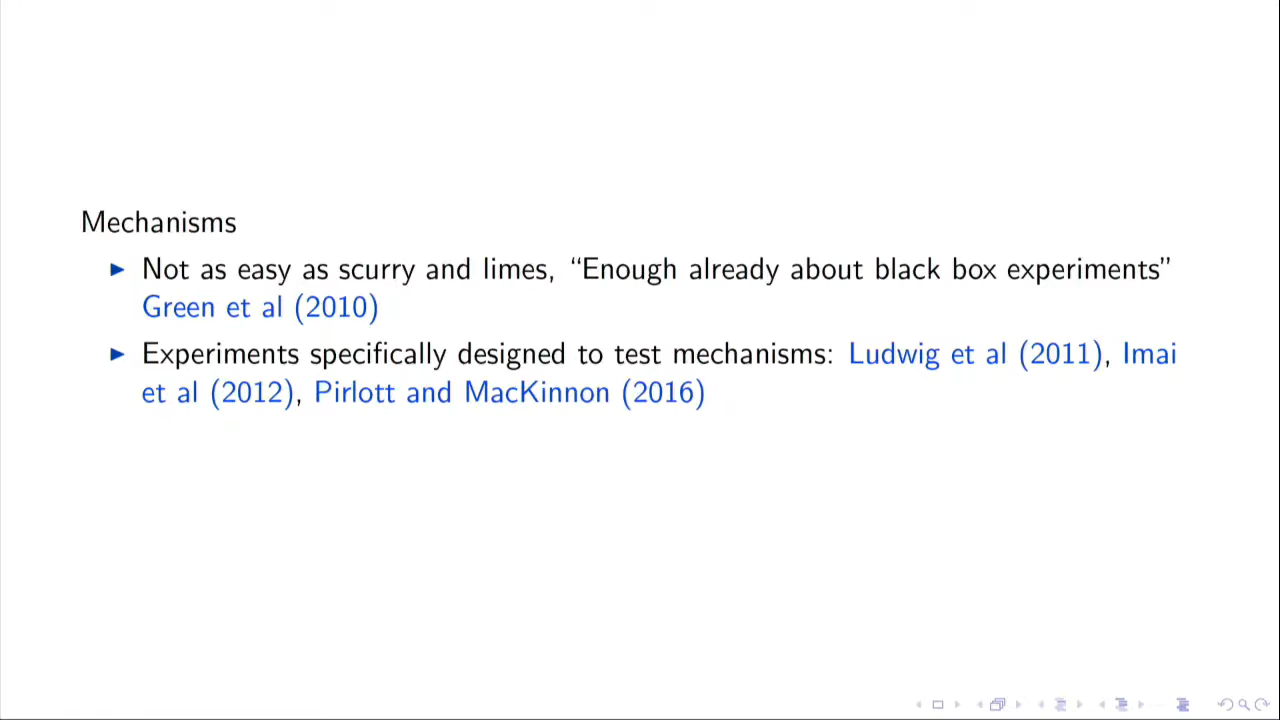 Mechanisms
Not as easy as scurry and limes, “Enough already about black box experiments”
Green et al (2010)
Experiments specifically designed to test mechanisms: Ludwig et al (2011), Imai
et al (2012), Pirlott and MacKinnon (2016)